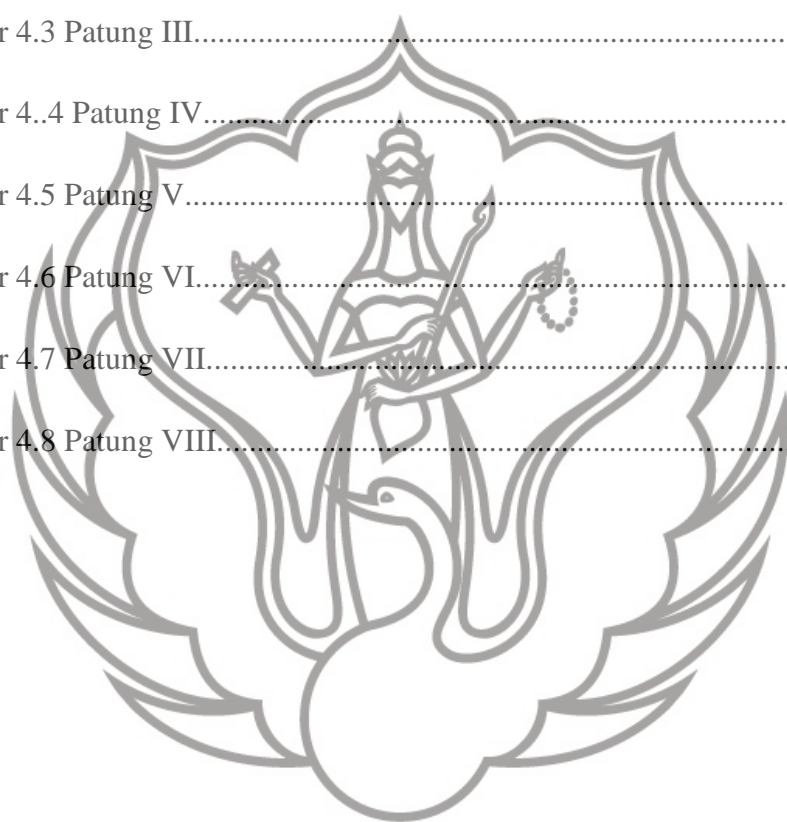 r 4.3 Patung III..........................................................................
r 4..4 Patung IV.........................................................................
r 4.5 Patung V...........................................................................
r 4.6 Patung VI..........................................................................
r 4.7 Patung VII.........................................................................
r 4.8 Patung VIII........................................................................